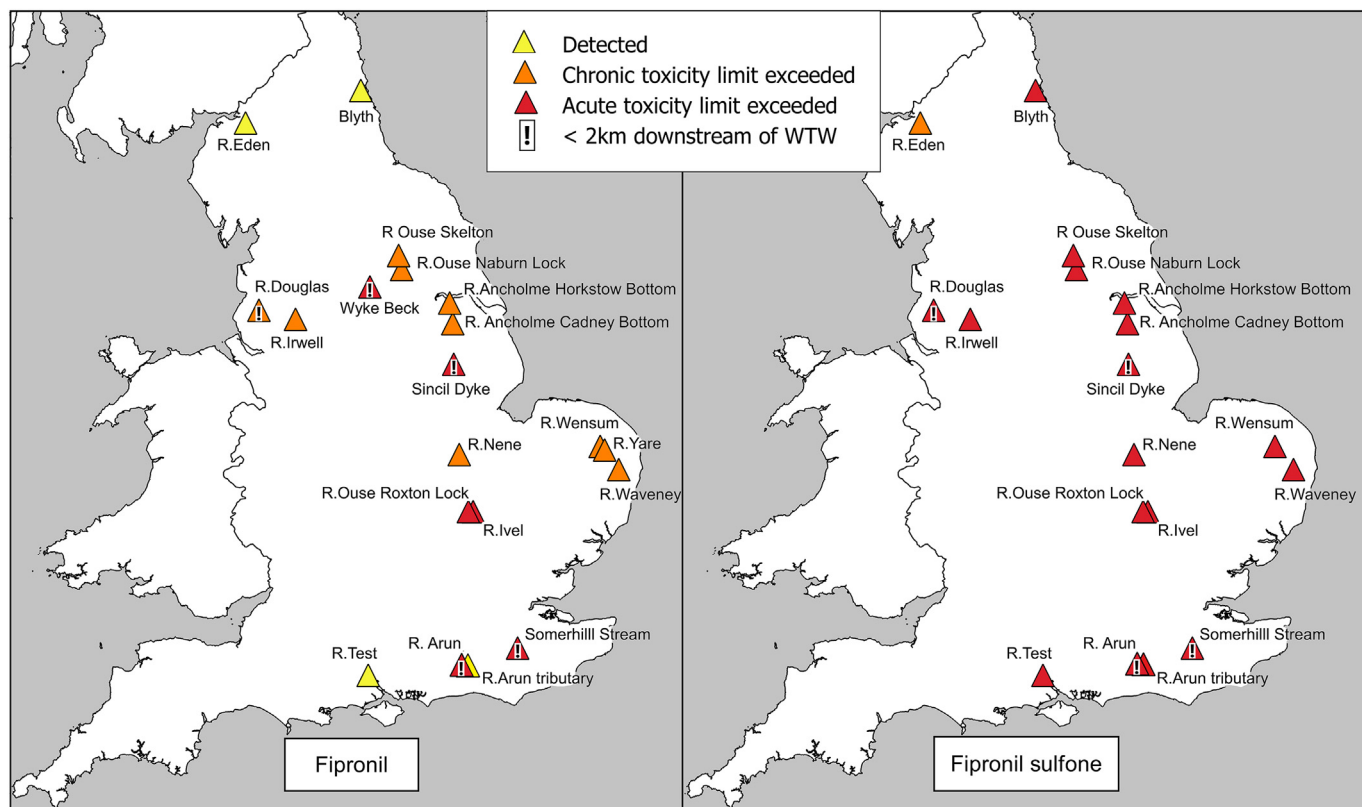 Detected
Chronic toxicity limit exceeded
Acute toxicity limit exceeded
! < 2km downstream of WTW
Blyth
R.Eden
R Ouse Skelton
R.Ouse Naburn Lock
R.Douglas
!
Wyke Beck
!
R.Irwell
R.Ancholme Horkstow Bottom
R. Ancholme Cadney Bottom
!
Sincil Dyke
R.Wensum
R.Yare
R.Nene
R.Waveney
R.Ouse Roxton Lock
R.Ivel
Somerhilll Stream
!
R. Arun
!
R.Test
R.Arun tributary
Fipronil
Blyth
R.Eden
R Ouse Skelton
R.Ouse Naburn Lock
R.Douglas
!
R.Irwell
R.Ancholme Horkstow Bottom
R. Ancholme Cadney Bottom
!
Sincil Dyke
R.Wensum
R.Nene
R.Waveney
R.Ouse Roxton Lock
R.Ivel
Somerhilll Stream
!
R. Arun
!
R.Test
R.Arun tributary
Fipronil sulfone